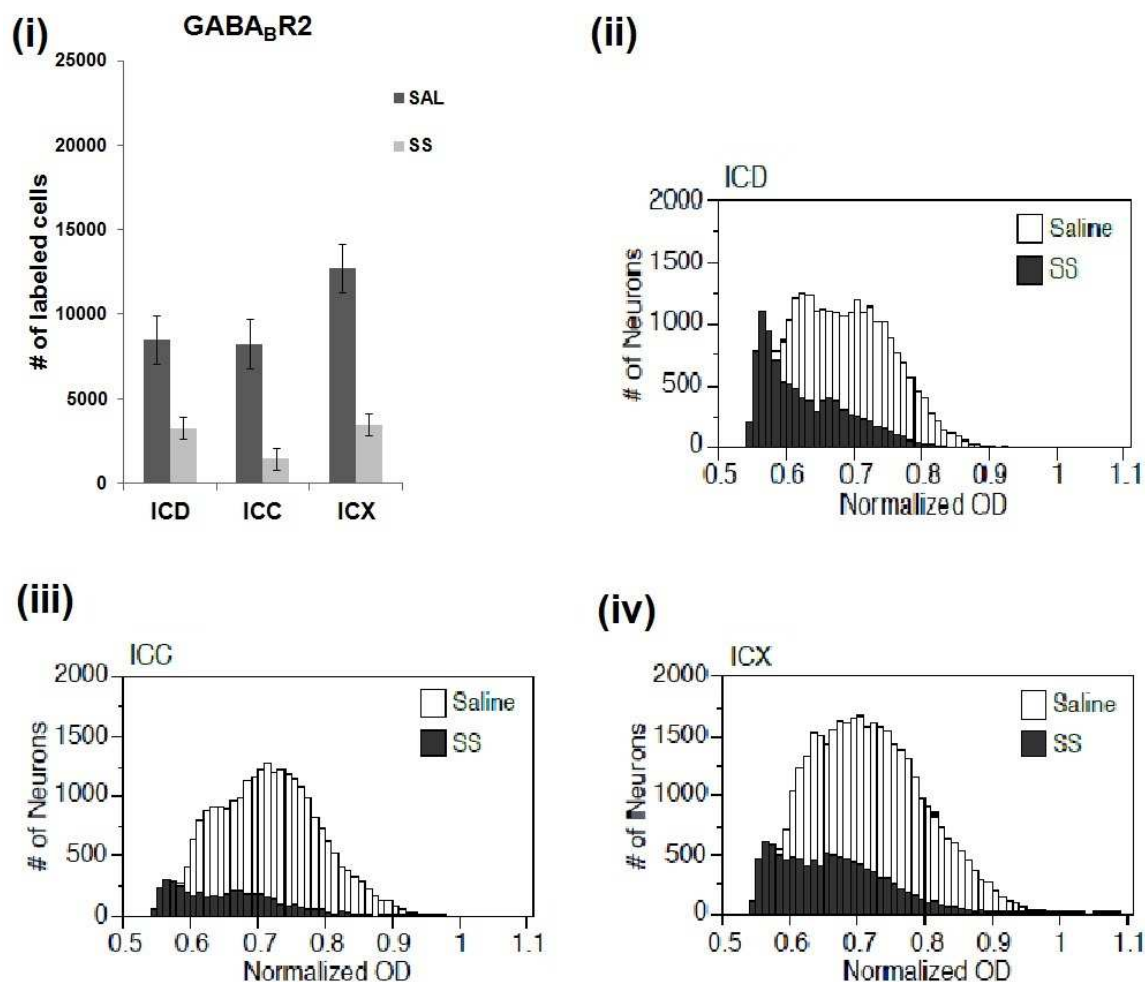 (i)
GABABR2
25000
20000
15000
10000
5000
0
# of labeled cells
SAL
SS
ICD ICC ICX
(ii)
ICD
2000
1500
1000
500
0
# of Neurons
Saline
SS
0.5 0.6 0.7 0.8 0.9 1 1.1
Normalized OD
(iii)
ICC
2000
1500
1000
500
0
# of Neurons
Saline
SS
0.5 0.6 0.7 0.8 0.9 1 1.1
Normalized OD
(iv)
ICX
2000
1500
1000
500
0
# of Neurons
Saline
SS
0.5 0.6 0.7 0.8 0.9 1 1.1
Normalized OD